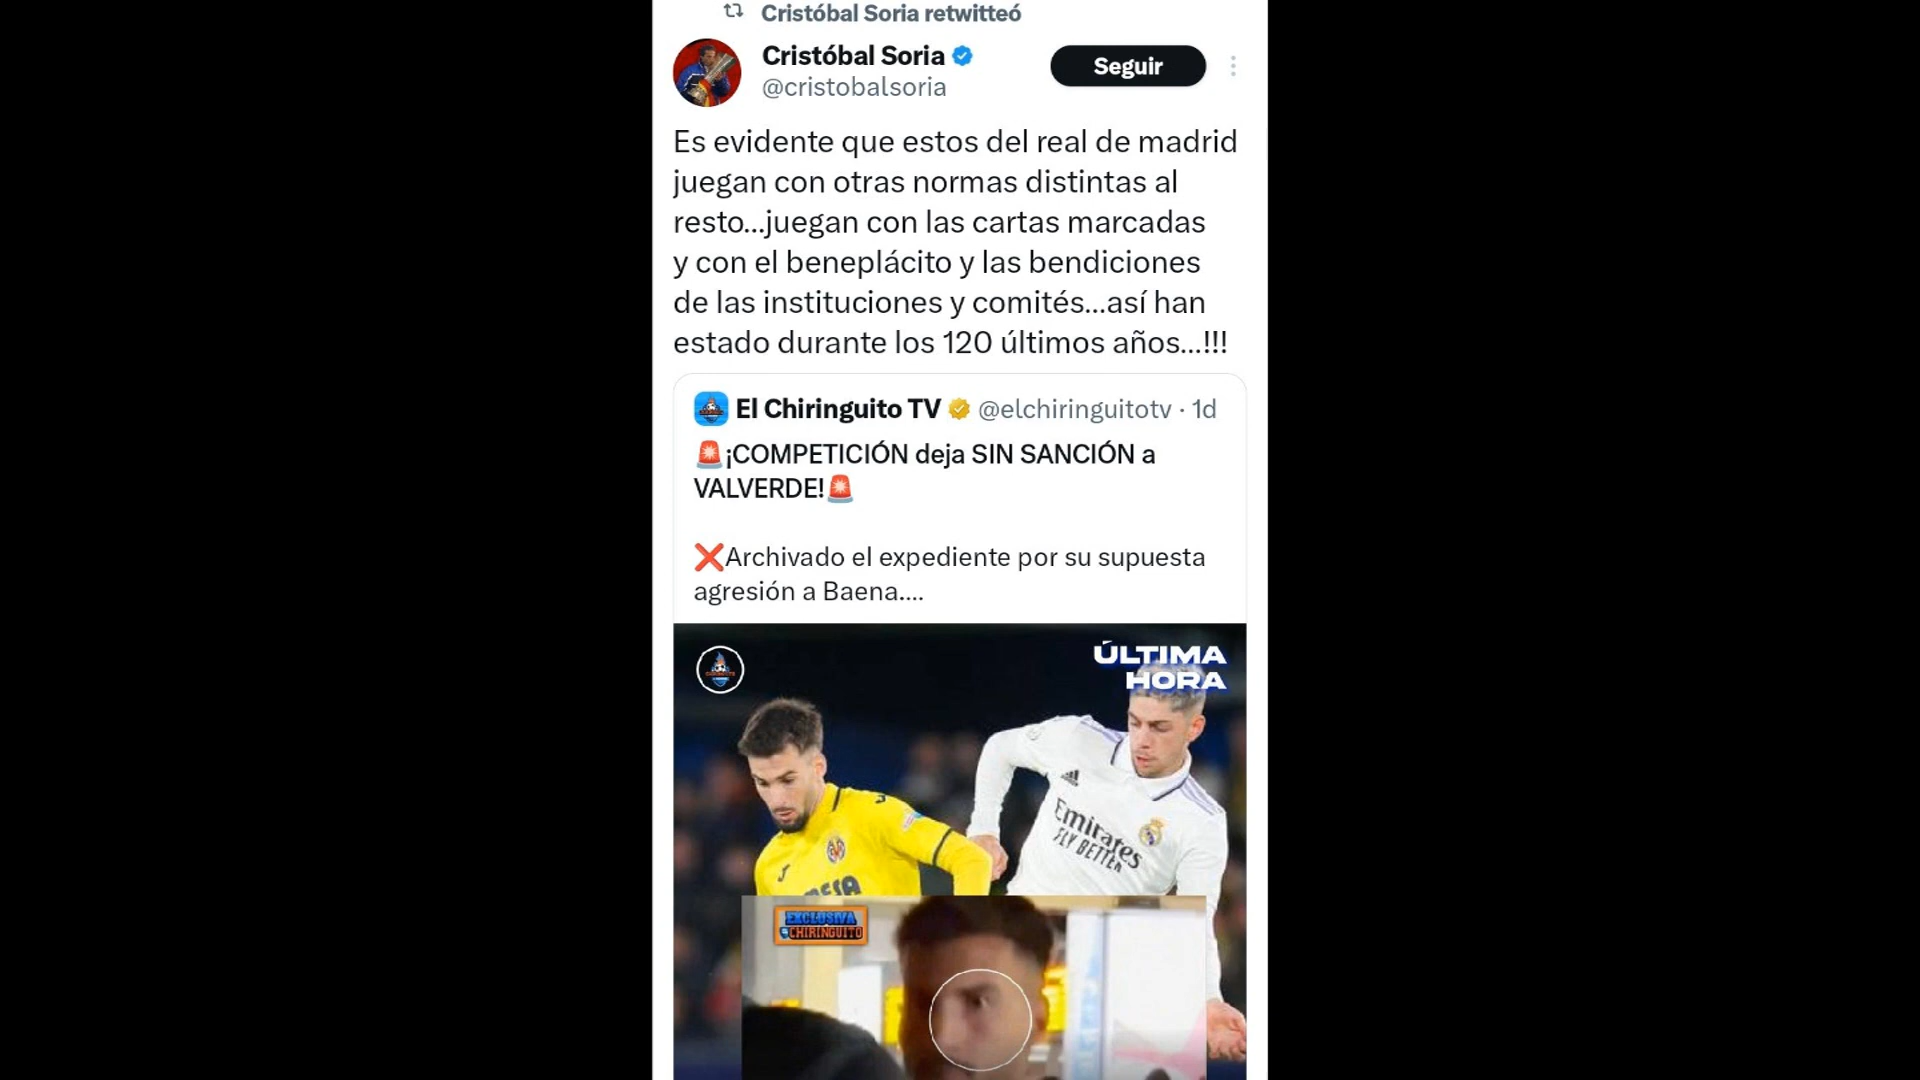 Cristóbal Soria retwitteó
Cristóbal Soria
@cristobalsoria
Seguir
Es evidente que estos del real de madrid
juegan con otras normas distintas al
resto...juegan con las cartas marcadas
y con el beneplácito y las bendiciones
de las instituciones y comités...así han
estado durante los 120 últimos años...!!!
El Chiringuito TV @elchiringuitotv · 1d
🚨¡COMPETICIÓN deja SIN SANCIÓN a
VALVERDE!🚨
❌Archivado el expediente por su supuesta
agresión a Baena....
ÚLTIMA
HORA
Emirates
FLY BETTER
EXCLUSIVA
CHIRINGUITO